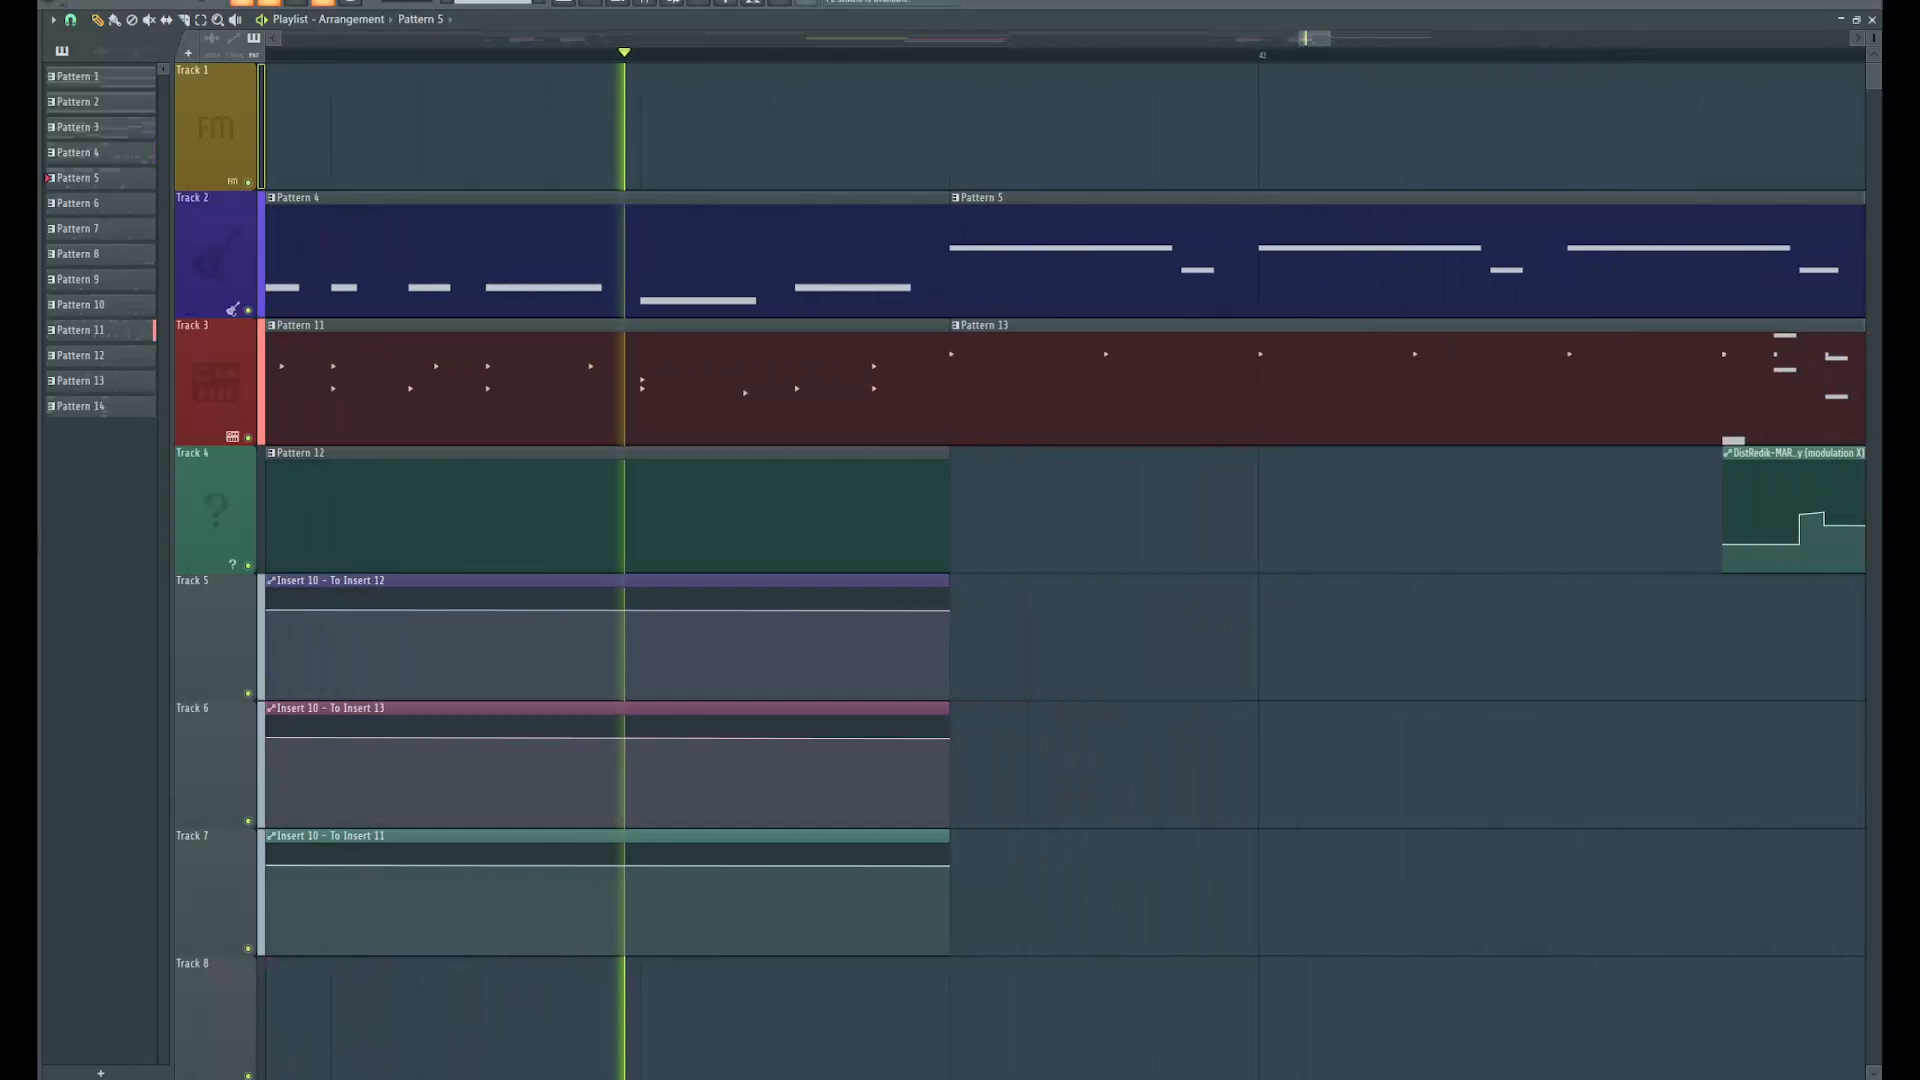 Playlist - Arrangement › Pattern 5 ›
42
Pattern 1
Pattern 2
Pattern 3
Pattern 4
Pattern 5
Pattern 6
Pattern 7
Pattern 8
Pattern 9
Pattern 10
Pattern 11
Pattern 12
Pattern 13
Pattern 14
Track 1
FM
FM
Track 2
Pattern 4
Pattern 5
Track 3
Pattern 11
Pattern 13
Track 4
?
?
Pattern 12
DistRedik-MAR_y (modulation X)
Track 5
Insert 10 - To Insert 12
Track 6
Insert 10 - To Insert 13
Track 7
Insert 10 - To Insert 11
Track 8